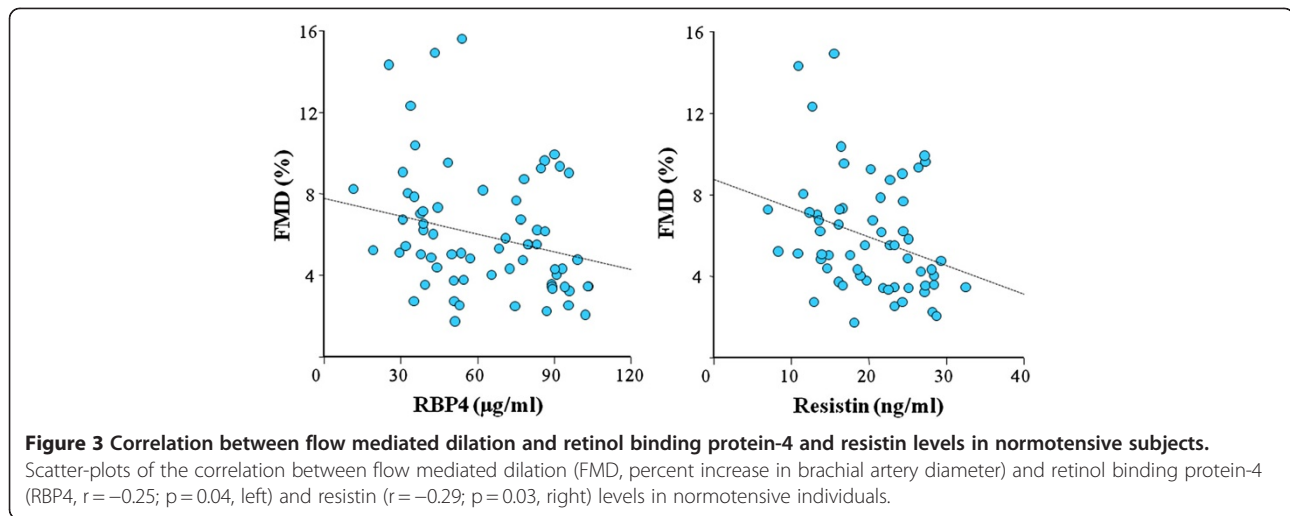 16
12
8
4
FMD (%)
0 30 60 90 120
RBP4 (µg/ml)
16
12
8
4
FMD (%)
0 10 20 30 40
Resistin (ng/ml)
Figure 3 Correlation between flow mediated dilation and retinol binding protein-4 and resistin levels in normotensive subjects.
Scatter-plots of the correlation between flow mediated dilation (FMD, percent increase in brachial artery diameter) and retinol binding protein-4
(RBP4, r = −0.25; p = 0.04, left) and resistin (r = −0.29; p = 0.03, right) levels in normotensive individuals.